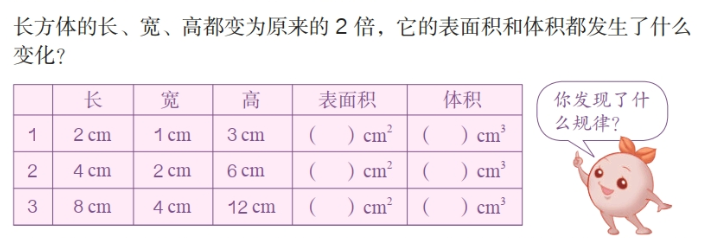 长方体的长、宽、高都变为原来的 2 倍，它的表面积和体积都发生了什么
变化？
长 宽 高 表面积 体积
1 2 cm 1 cm 3 cm (　) cm² (　) cm³
2 4 cm 2 cm 6 cm (　) cm² (　) cm³
3 8 cm 4 cm 12 cm (　) cm² (　) cm³
你发现了什
么规律？